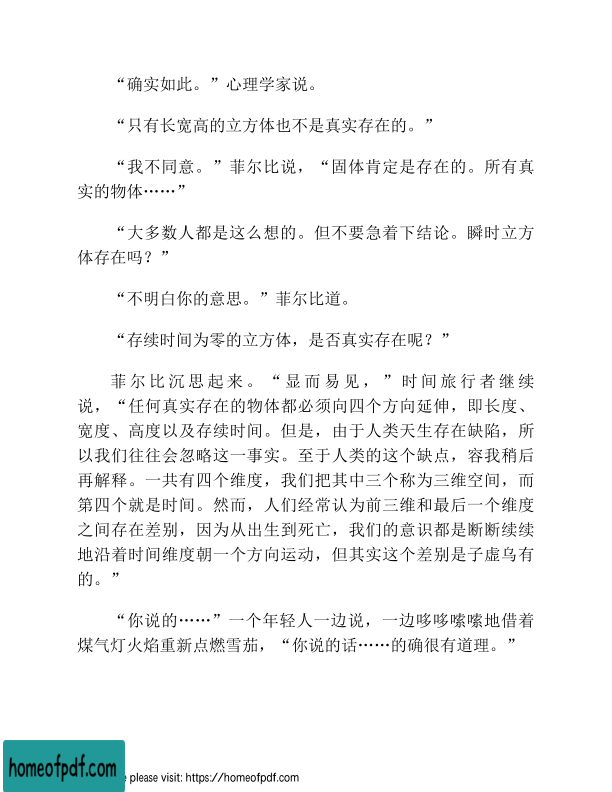 “确实如此。”心理学家说。
“只有长宽高的立方体也不是真实存在的。”
“我不同意。”菲尔比说，“固体肯定是存在的。所有真
实的物体……”
“大多数人都是这么想的。但不要急着下结论。瞬时立方
体存在吗？”
“不明白你的意思。”菲尔比道。
“存续时间为零的立方体，是否真实存在呢？”
菲尔比沉思起来。“显而易见，”时间旅行者继续
说，“任何真实存在的物体都必须向四个方向延伸，即长度、
宽度、高度以及存续时间。但是，由于人类天生存在缺陷，所
以我们往往会忽略这一事实。至于人类的这个缺点，容我稍后
再解释。一共有四个维度，我们把其中三个称为三维空间，而
第四个就是时间。然而，人们经常认为前三维和最后一个维度
之间存在差别，因为从出生到死亡，我们的意识都是断断续续
地沿着时间维度朝一个方向运动，但其实这个差别是子虚乌有
的。”
“你说的……”一个年轻人一边说，一边哆哆嗦嗦地借着
煤气灯火焰重新点燃雪茄，“你说的话……的确很有道理。”
homeofpdf.com
e please visit: https://homeofpdf.com